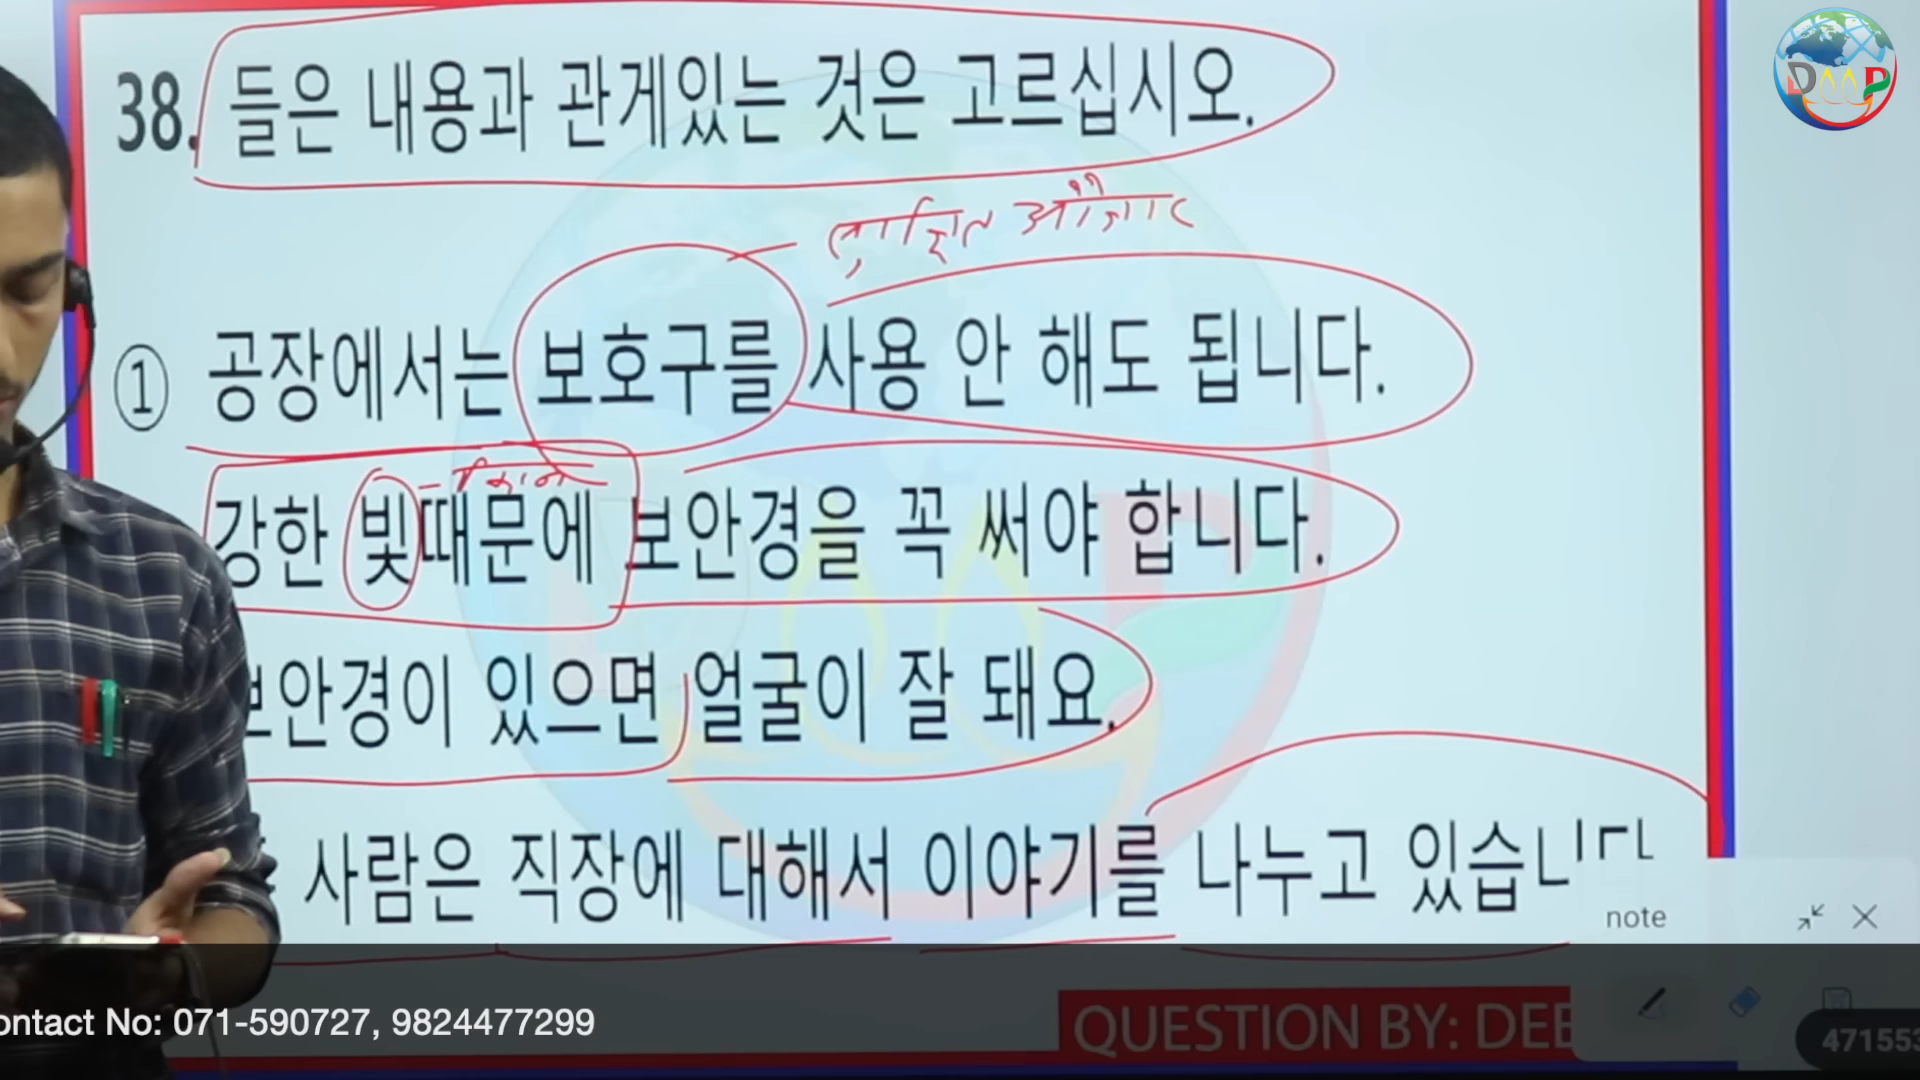 38. 들은 내용과 관게있는 것은 고르십시오.
① 공장에서는 보호구를 사용 안 해도 됩니다.
강한 빛때문에 보안경을 꼭 써야 합니다.
보안경이 있으면 얼굴이 잘 돼요.
사람은 직장에 대해서 이야기를 나누고 있습니다
note
ontact No: 071-590727, 9824477299
QUESTION BY: DEE
471553